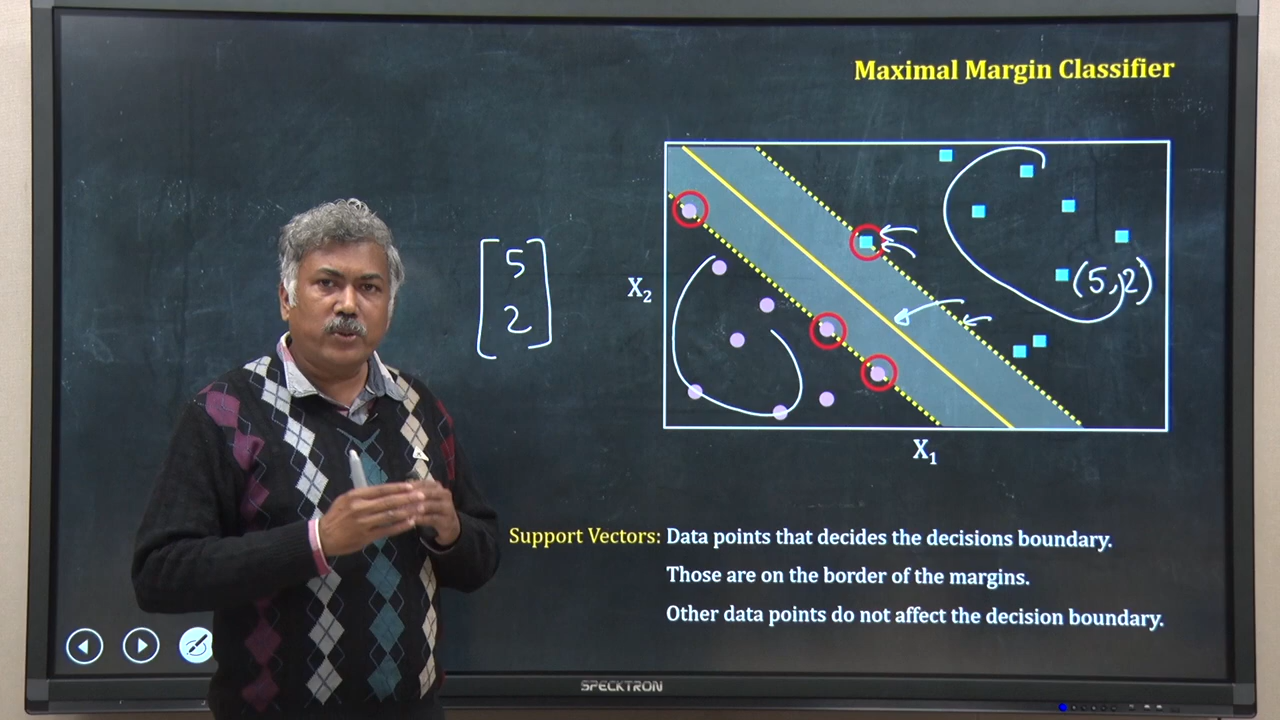 Maximal Margin Classifier
5
2
(5,2)
X₂
X₁
Support Vectors: Data points that decides the decisions boundary.
Those are on the border of the margins.
Other data points do not affect the decision boundary.
SPECKTRON